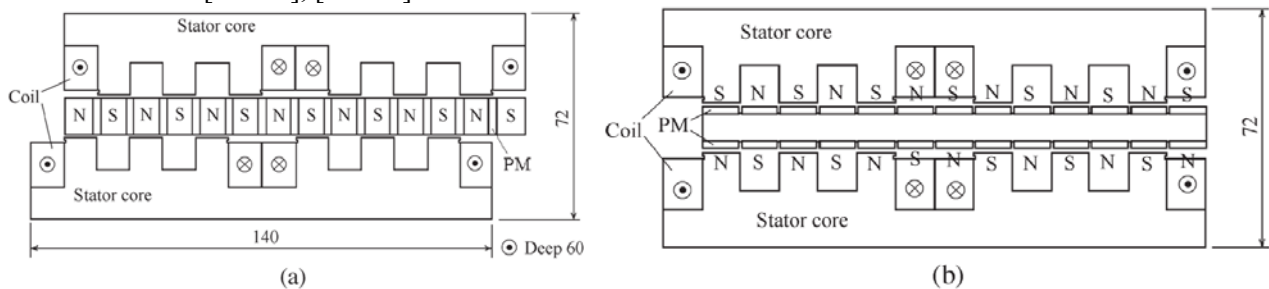 Stator core
Coil
N S N S N S N S N S N S N S
PM
Stator core
72
140
Deep 60
(a)
Stator core
S N S N S N S N S N S N S
Coil
PM
N S N S N S N S N S N S N
Stator core
72
(b)